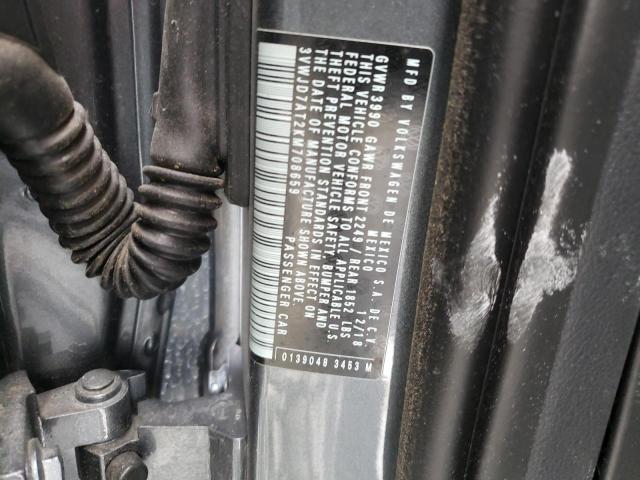 MFD BY VOLKSWAGEN DE MEXICO S.A. DE C.V.
MEXICO 12/18
GVWR 3990 GAWR FRONT 2249 / REAR 1852 LBS
THIS VEHICLE CONFORMS TO ALL APPLICABLE U.S.
FEDERAL MOTOR VEHICLE SAFETY, BUMPER AND
THEFT PREVENTION STANDARDS IN EFFECT ON
THE DATE OF MANUFACTURE SHOWN ABOVE.
3VWJD7AT2KM708659 PASSENGER CAR
0139048 3463 M